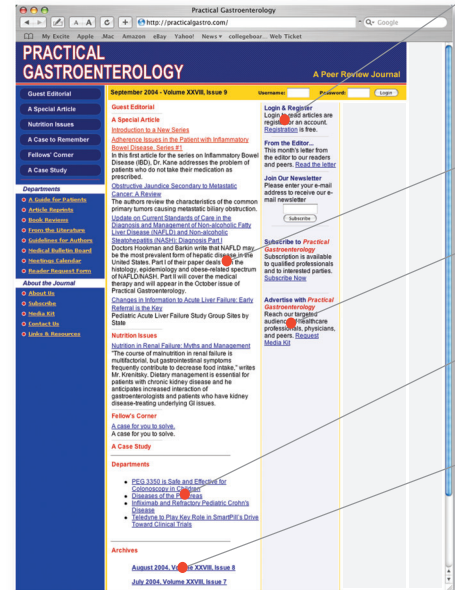 Practical Gastroenterology
http://practicalgastro.com/
Google
My Excite Apple .Mac Amazon eBay Yahoo! News collegeboar... Web Ticket
PRACTICAL
GASTROENTEROLOGY
A Peer Review Journal
September 2004 - Volume XXVIII, Issue 9
Username: Password: Login
Guest Editorial
A Special Article
Nutrition Issues
A Case to Remember
Fellows' Corner
A Case Study
Departments
A Guide for Patients
Article Reprints
Book Reviews
From the Literature
Guidelines for Authors
Medical Bulletin Board
Meetings Calendar
Reader Request Form
About the Journal
About Us
Subscribe
Media Kit
Contact Us
Links & Resources
Guest Editorial
A Special Article
Introduction to a New Series
Adherence Issues in the Patient with Inflammatory
Bowel Disease, Series #1
In this first article for the series on Inflammatory Bowel
Disease (IBD), Dr. Kane addresses the problem of
patients who do not take their medication as
prescribed.
Obstructive Jaundice Secondary to Metastatic
Cancer: A Review
The authors review the characteristics of the common
primary tumors causing metastatic biliary obstruction.
Update on Current Standards of Care in the
Diagnosis and Management of Non-alcoholic Fatty
Liver Disease (NAFLD) and Non-alcoholic
Steatohepatitis (NASH): Diagnosis Part I
Doctors Hookman and Barkin write that NAFLD may
be the most prevalent form of hepatic disease in the
United States. Part I of their paper deals the
histology, epidemiology and obese-related spectrum
of NAFLD/NASH. Part II will cover the medical
therapy and will appear in the October issue of
Practical Gastroenterology.
Changes in Information to Acute Liver Failure: Early
Referral is the Key
Pediatric Acute Liver Failure Study Group Sites by
State
Nutrition Issues
Nutrition in Renal Failure: Myths and Management
"The course of malnutrition in renal failure is
multifactorial, but gastrointestinal symptoms
frequently contribute to decrease food intake," writes
Mr. Krenitsky. Dietary management is essential for
patients with chronic kidney disease and he
anticipates increased interaction of
gastroenterologists and patients who have kidney
disease-treating underlying GI issues.
Fellow's Corner
A case for you to solve.
A case for you to solve.
A Case Study
Departments
PEG 3350 is Safe and Effective for
Colonoscopy in Children
Diseases of the Pancreas
Infliximab and Refractory Pediatric Crohn's
Disease
Teledyne to Play Key Role in SmartPill's Drive
Toward Clinical Trials
Archives
August 2004, Volume XXVIII, Issue 8
July 2004, Volume XXVIII, Issue 7
Login & Register
Login to read articles are
register for an account.
Registration is free.
From the Editor...
This month's letter from
the editor to our readers
and peers. Read the letter
Join Our Newsletter
Please enter your e-mail
address to receive our e-
mail newsletter
Subscribe
Subscribe to Practical
Gastroenterology
Subscription is available
to qualified professionals
and to interested parties.
Subscribe Now
Advertise with Practical
Gastroenterology
Reach our targeted
audience healthcare
professionals, physicians,
and peers. Request
Media Kit